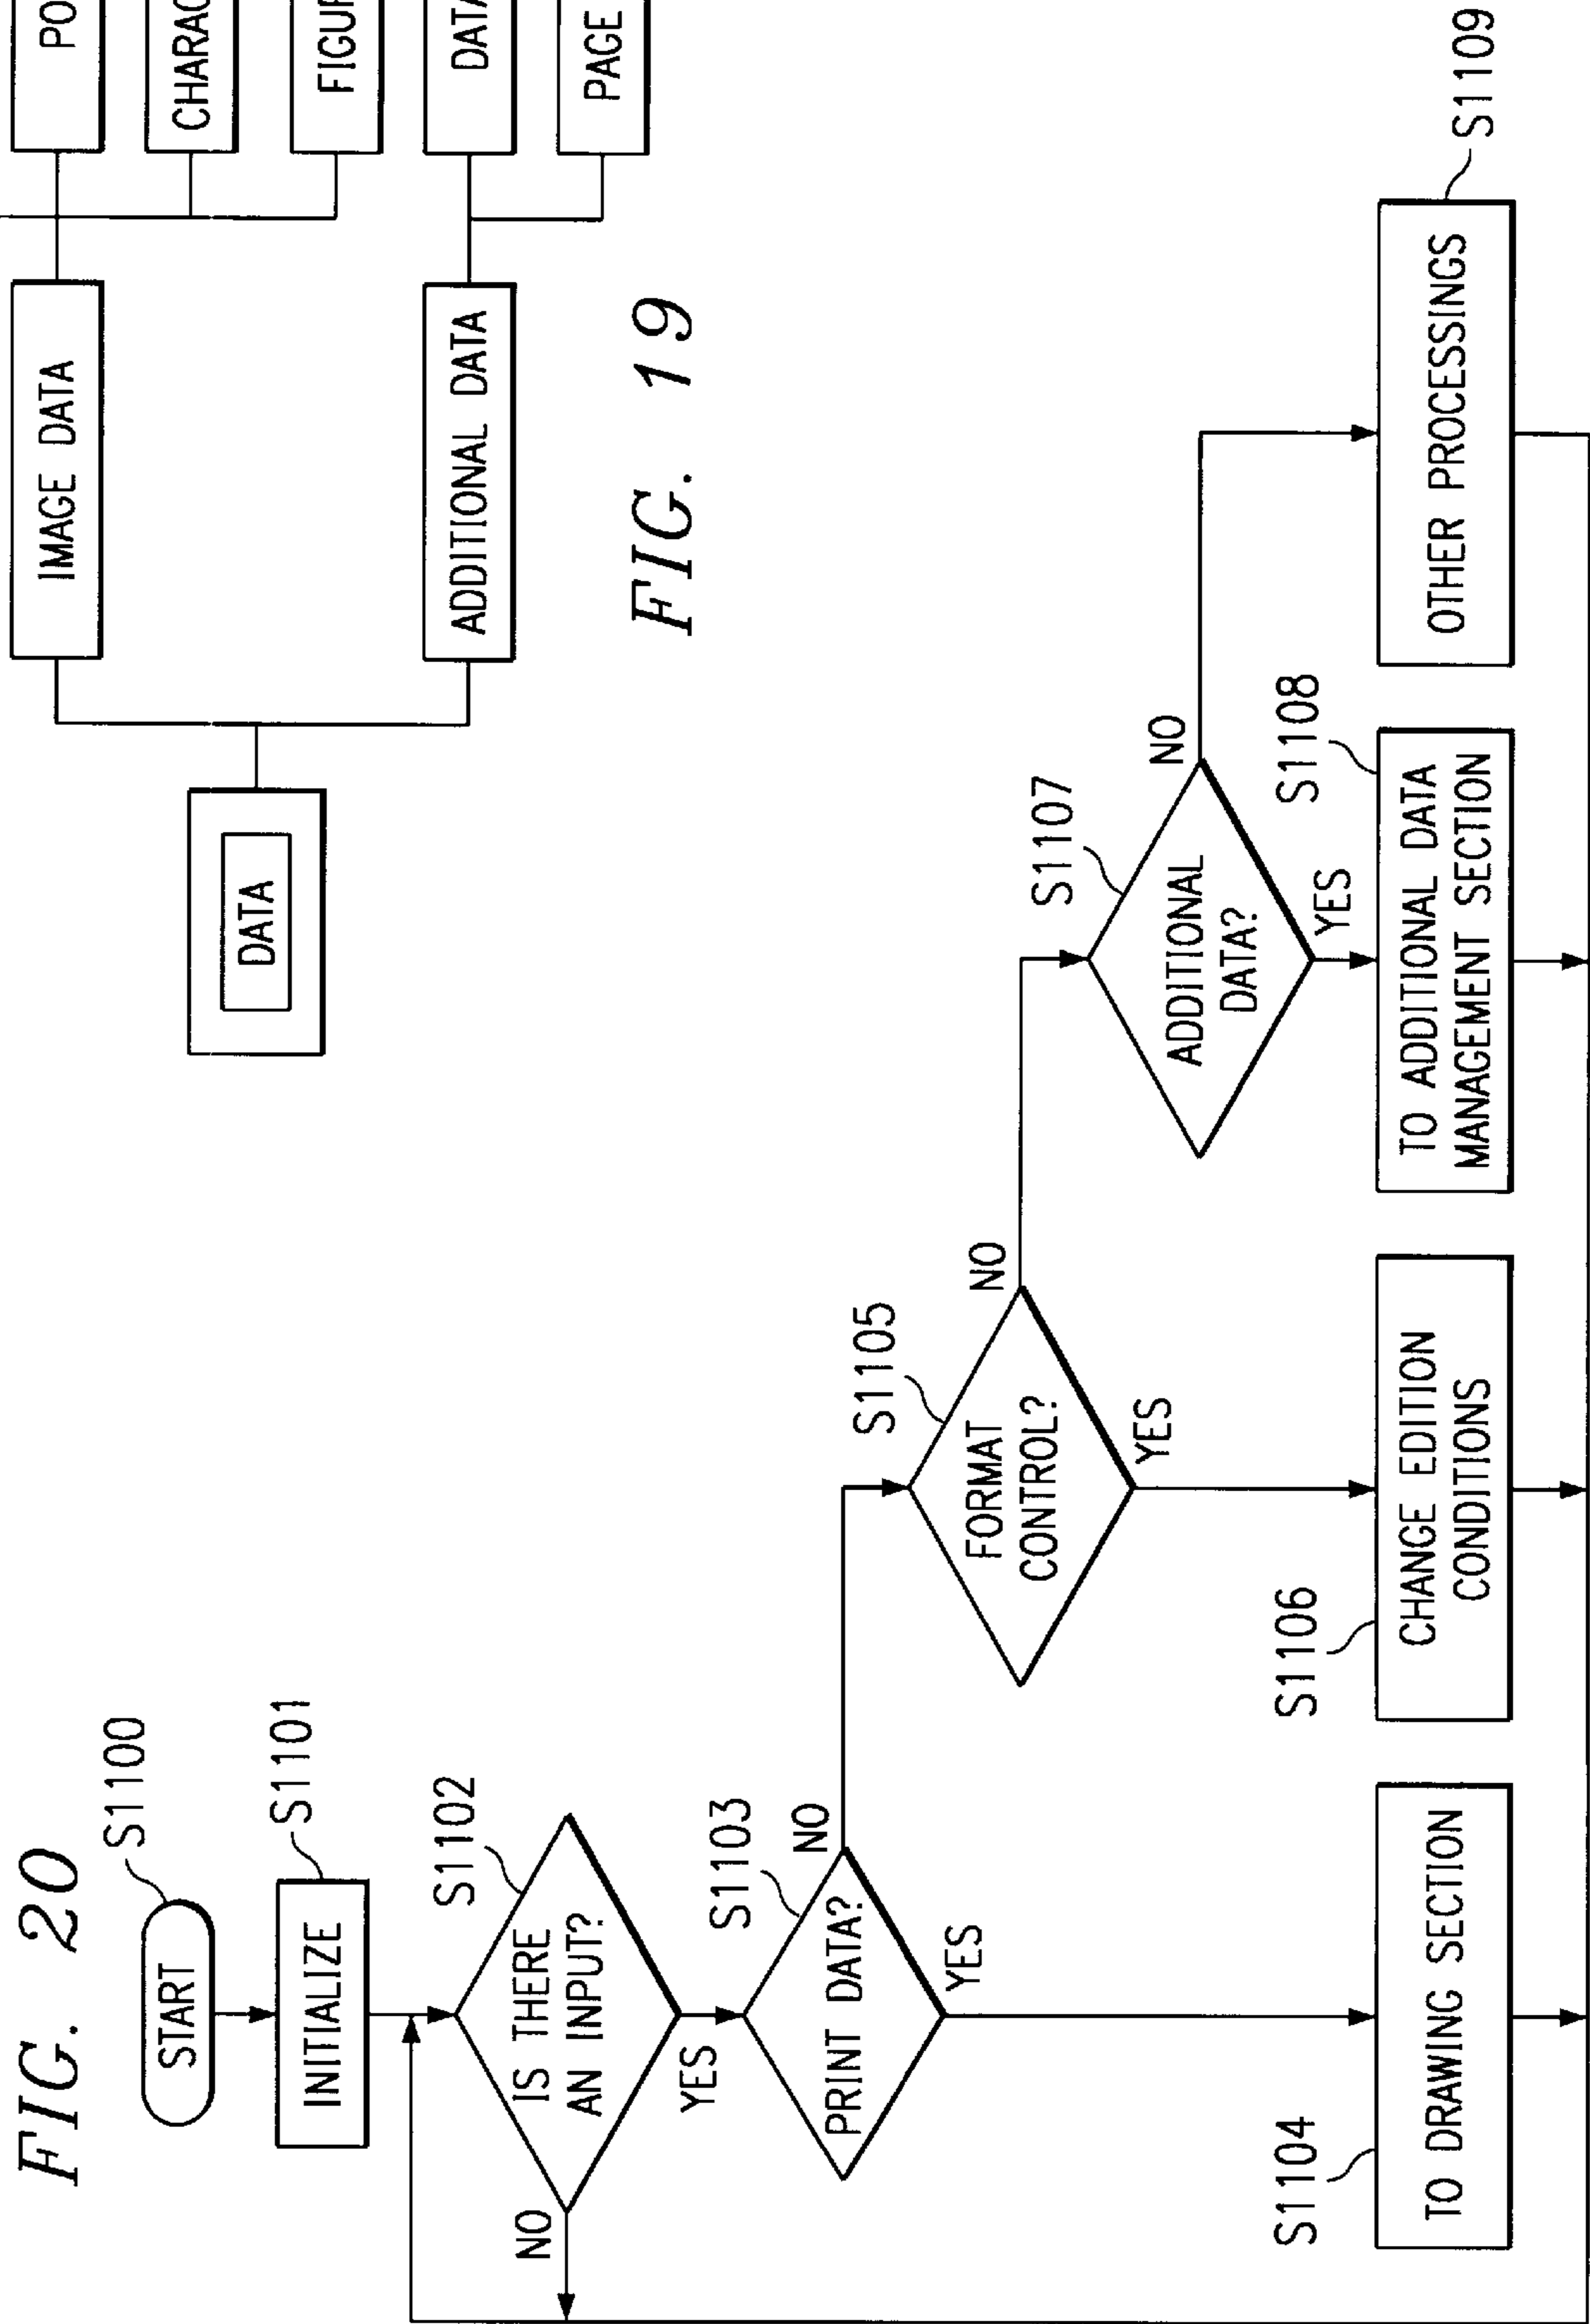 IMAGE DATA
ADDITIONAL DATA
DATA
DATA
PAGE
FIG. 19
FIG. 20
START
S1100
INITIALIZE
S1101
IS THERE
AN INPUT?
S1102
NO
YES
PRINT DATA?
S1103
NO
YES
S1104
TO DRAWING SECTION
FORMAT
CONTROL?
S1105
NO
YES
S1106
CHANGE EDITION
CONDITIONS
ADDITIONAL
DATA?
S1107
NO
YES
S1108
TO ADDITIONAL DATA
MANAGEMENT SECTION
OTHER PROCESSINGS
S1109